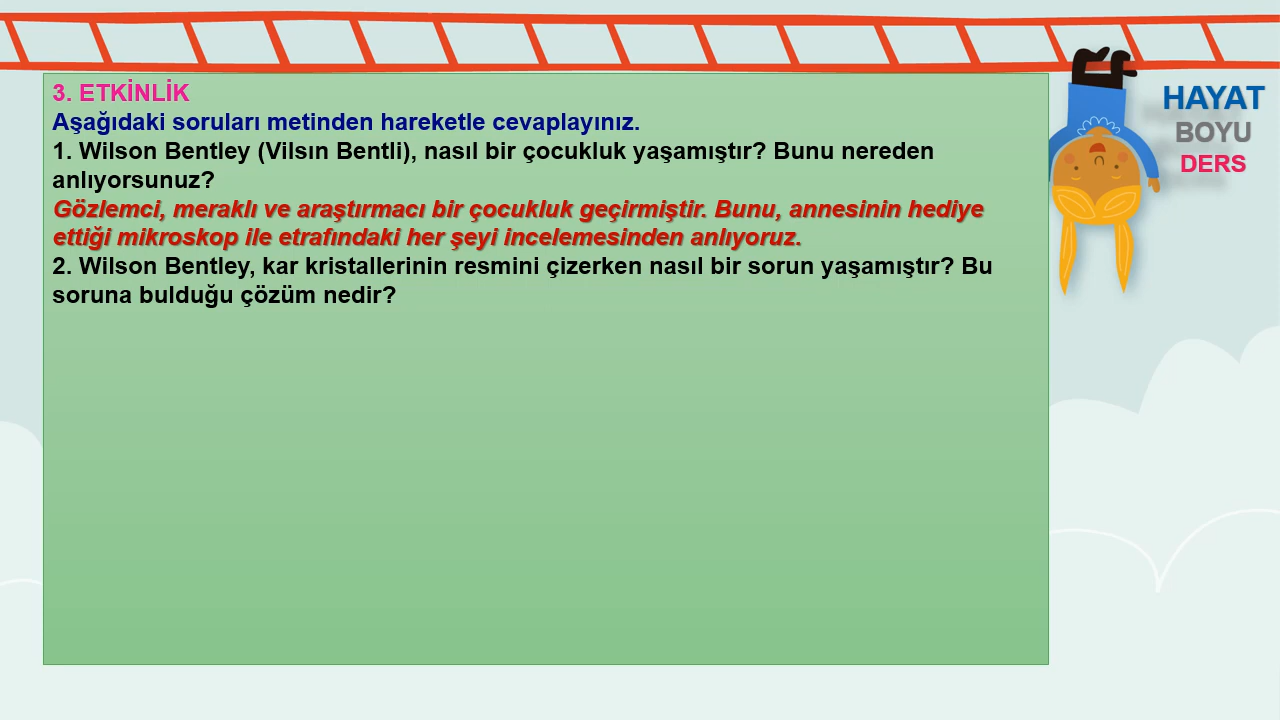 3. ETKİNLİK
Aşağıdaki soruları metinden hareketle cevaplayınız.
1. Wilson Bentley (Vilsın Bentli), nasıl bir çocukluk yaşamıştır? Bunu nereden
anlıyorsunuz?
Gözlemci, meraklı ve araştırmacı bir çocukluk geçirmiştir. Bunu, annesinin hediye
ettiği mikroskop ile etrafındaki her şeyi incelemesinden anlıyoruz.
2. Wilson Bentley, kar kristallerinin resmini çizerken nasıl bir sorun yaşamıştır? Bu
soruna bulduğu çözüm nedir?
HAYAT
BOYU
DERS